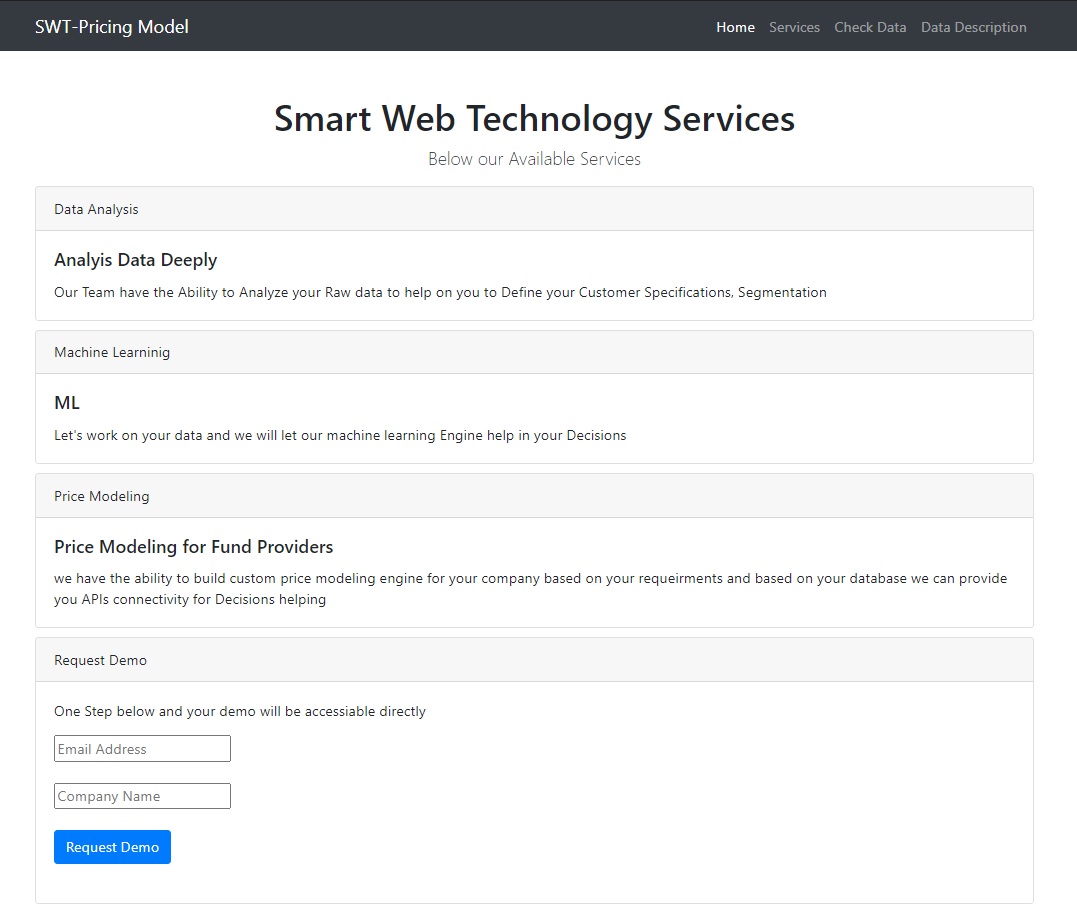 SWT-Pricing Model
Home Services Check Data Data Description
Smart Web Technology Services
Below our Available Services
Data Analysis
Analyis Data Deeply
Our Team have the Ability to Analyze your Raw data to help on you to Define your Customer Specifications, Segmentation
Machine Learninig
ML
Let's work on your data and we will let our machine learning Engine help in your Decisions
Price Modeling
Price Modeling for Fund Providers
we have the ability to build custom price modeling engine for your company based on your requeirments and based on your database we can provide
you APIs connectivity for Decisions helping
Request Demo
One Step below and your demo will be accessiable directly
Email Address
Company Name
Request Demo